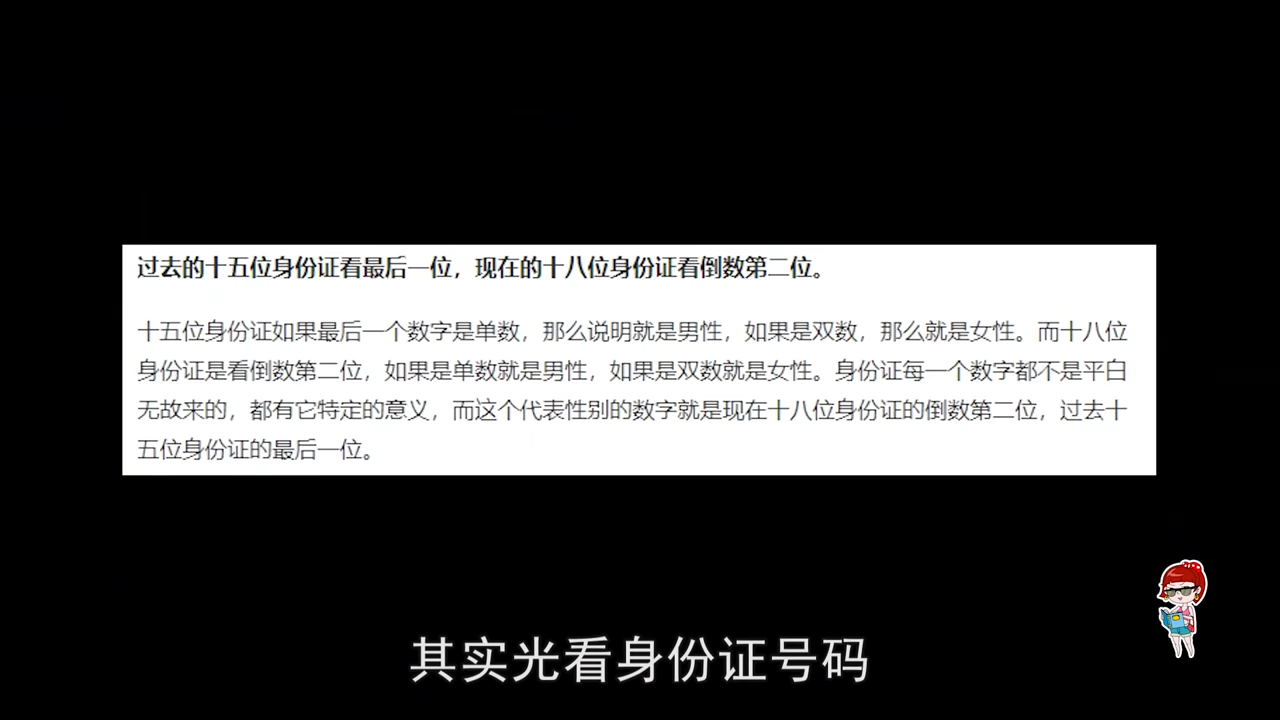 过去的十五位身份证看最后一位，现在的十八位身份证看倒数第二位。
十五位身份证如果最后一个数字是单数，那么说明就是男性，如果是双数，那么就是女性。而十八位
身份证是看倒数第二位，如果是单数就是男性，如果是双数就是女性。身份证每一个数字都不是平白
无故来的，都有它特定的意义，而这个代表性别的数字就是现在十八位身份证的倒数第二位，过去十
五位身份证的最后一位。
其实光看身份证号码